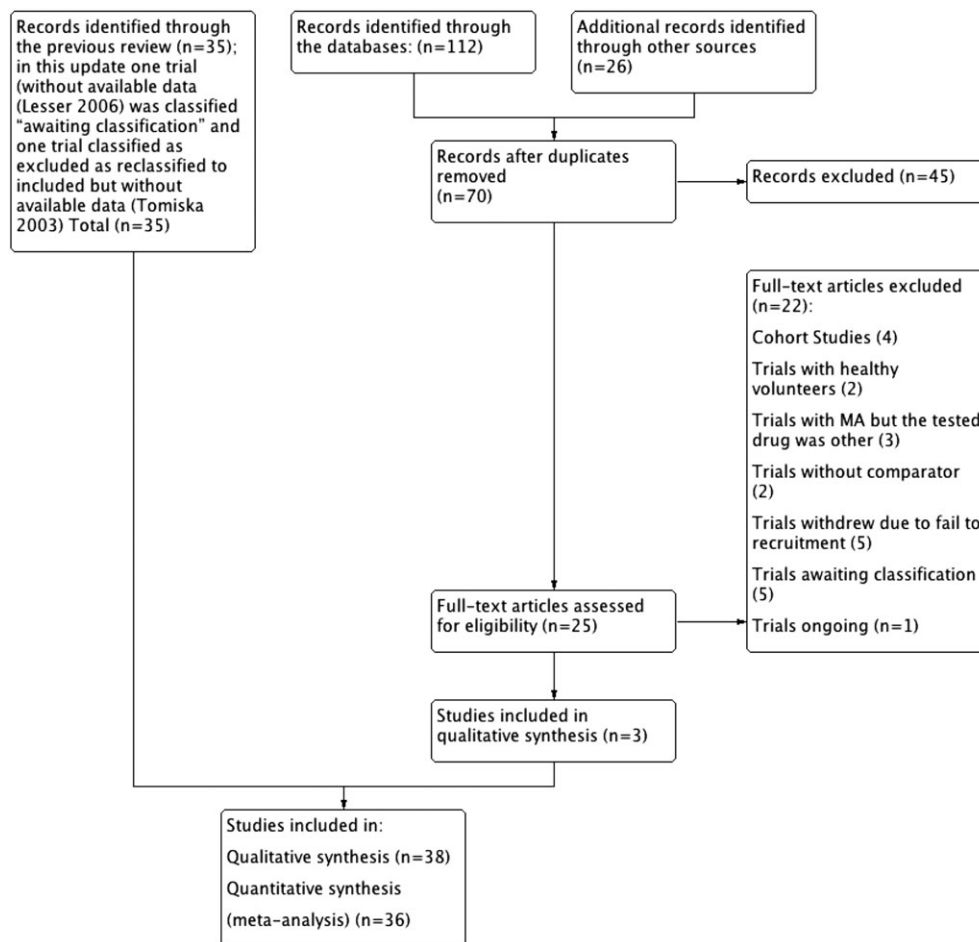 Records identified through
the previous review (n=35);
in this update one trial
(without available data
(Lesser 2006) was classified
“awaiting classification” and
one trial classified as
excluded as reclassified to
included but without
available data (Tomiska
2003) Total (n=35)
Records identified through
the databases: (n=112)
Additional records identified
through other sources
(n=26)
Records after duplicates
removed
(n=70)
Records excluded (n=45)
Full-text articles excluded
(n=22):
Cohort Studies (4)
Trials with healthy
volunteers (2)
Trials with MA but the tested
drug was other (3)
Trials without comparator
(2)
Trials withdrew due to fail to
recruitment (5)
Trials awaiting classification
(5)
Trials ongoing (n=1)
Full-text articles assessed
for eligibility (n=25)
Studies included in
qualitative synthesis (n=3)
Studies included in:
Qualitative synthesis (n=38)
Quantitative synthesis
(meta-analysis) (n=36)